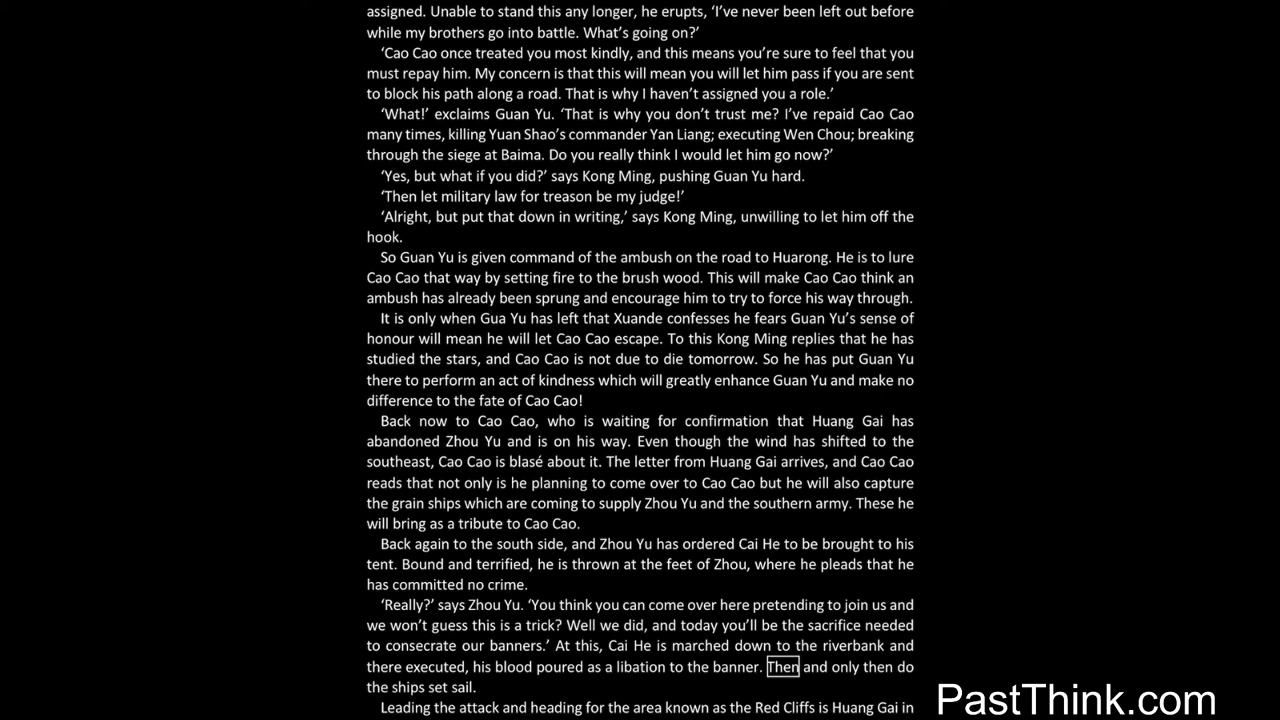 assigned. Unable to stand this any longer, he erupts, ‘I’ve never been left out before
while my brothers go into battle. What’s going on?’
‘Cao Cao once treated you most kindly, and this means you’re sure to feel that you
must repay him. My concern is that this will mean you will let him pass if you are sent
to block his path along a road. That is why I haven’t assigned you a role.’
‘What!’ exclaims Guan Yu. ‘That is why you don’t trust me? I’ve repaid Cao Cao
many times, killing Yuan Shao’s commander Yan Liang; executing Wen Chou; breaking
through the siege at Baima. Do you really think I would let him go now?’
‘Yes, but what if you did?’ says Kong Ming, pushing Guan Yu hard.
‘Then let military law for treason be my judge!’
‘Alright, but put that down in writing,’ says Kong Ming, unwilling to let him off the
hook.
So Guan Yu is given command of the ambush on the road to Huarong. He is to lure
Cao Cao that way by setting fire to the brush wood. This will make Cao Cao think an
ambush has already been sprung and encourage him to try to force his way through.
It is only when Gua Yu has left that Xuande confesses he fears Guan Yu’s sense of
honour will mean he will let Cao Cao escape. To this Kong Ming replies that he has
studied the stars, and Cao Cao is not due to die tomorrow. So he has put Guan Yu
there to perform an act of kindness which will greatly enhance Guan Yu and make no
difference to the fate of Cao Cao!
Back now to Cao Cao, who is waiting for confirmation that Huang Gai has
abandoned Zhou Yu and is on his way. Even though the wind has shifted to the
southeast, Cao Cao is blasé about it. The letter from Huang Gai arrives, and Cao Cao
reads that not only is he planning to come over to Cao Cao but he will also capture
the grain ships which are coming to supply Zhou Yu and the southern army. These he
will bring as a tribute to Cao Cao.
Back again to the south side, and Zhou Yu has ordered Cai He to be brought to his
tent. Bound and terrified, he is thrown at the feet of Zhou, where he pleads that he
has committed no crime.
‘Really?’ says Zhou Yu. ‘You think you can come over here pretending to join us and
we won’t guess this is a trick? Well we did, and today you’ll be the sacrifice needed
to consecrate our banners.’ At this, Cai He is marched down to the riverbank and
there executed, his blood poured as a libation to the banner. Then and only then do
the ships set sail.
Leading the attack and heading for the area known as the Red Cliffs is Huang Gai in
PastThink.com